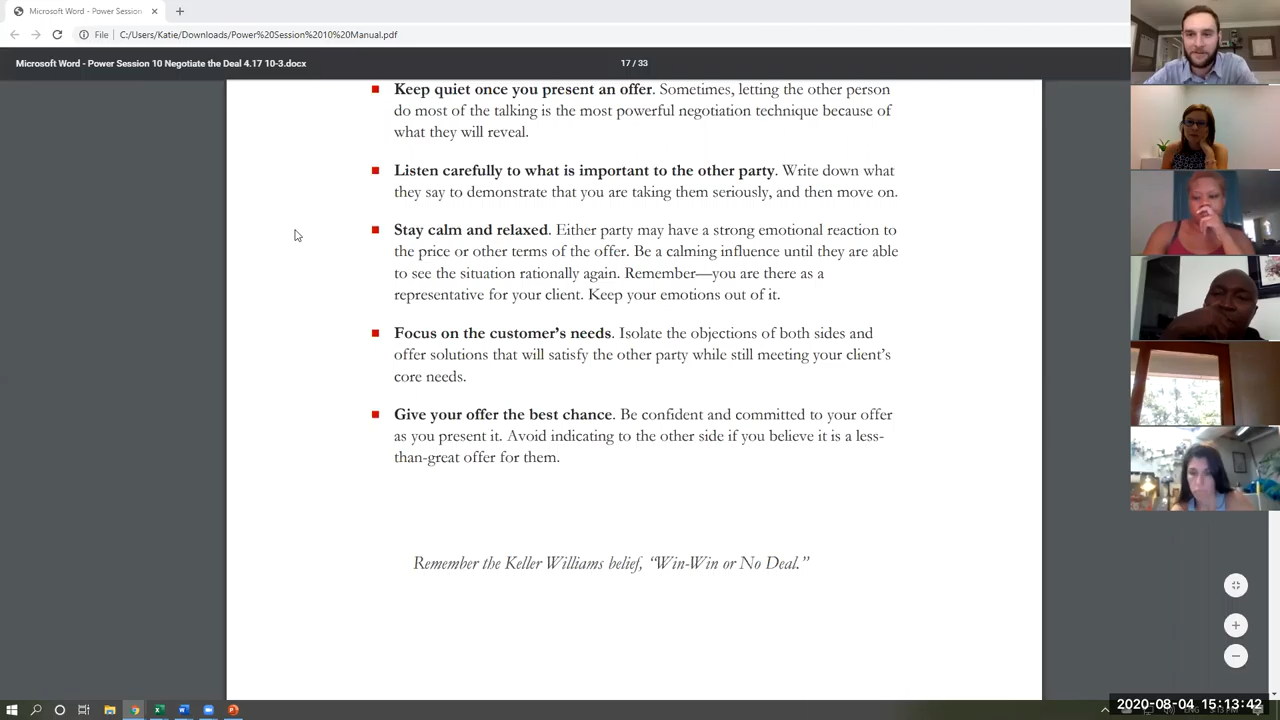 Microsoft Word - Power Session
File
C:/Users/Katie/Downloads/Power%20Session%2010%20Manual.pdf
Microsoft Word - Power Session 10 Negotiate the Deal 4.17 10-3.docx
17 / 33
Keep quiet once you present an offer. Sometimes, letting the other person
do most of the talking is the most powerful negotiation technique because of
what they will reveal.
Listen carefully to what is important to the other party. Write down what
they say to demonstrate that you are taking them seriously, and then move on.
Stay calm and relaxed. Either party may have a strong emotional reaction to
the price or other terms of the offer. Be a calming influence until they are able
to see the situation rationally again. Remember—you are there as a
representative for your client. Keep your emotions out of it.
Focus on the customer's needs. Isolate the objections of both sides and
offer solutions that will satisfy the other party while still meeting your client's
core needs.
Give your offer the best chance. Be confident and committed to your offer
as you present it. Avoid indicating to the other side if you believe it is a less-
than-great offer for them.
Remember the Keller Williams belief, “Win-Win or No Deal.”
2020-08-04 15:13:42